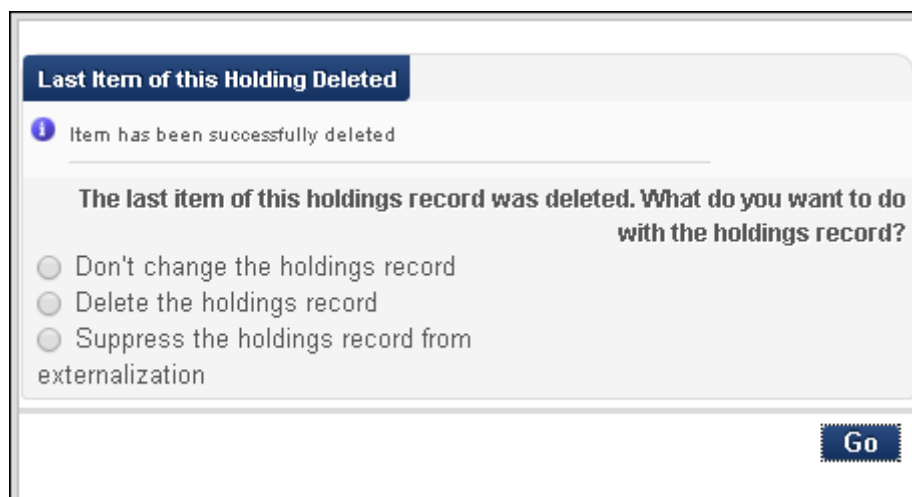 Last Item of this Holding Deleted
Item has been successfully deleted
The last item of this holdings record was deleted. What do you want to do
with the holdings record?
Don't change the holdings record
Delete the holdings record
Suppress the holdings record from
externalization
Go